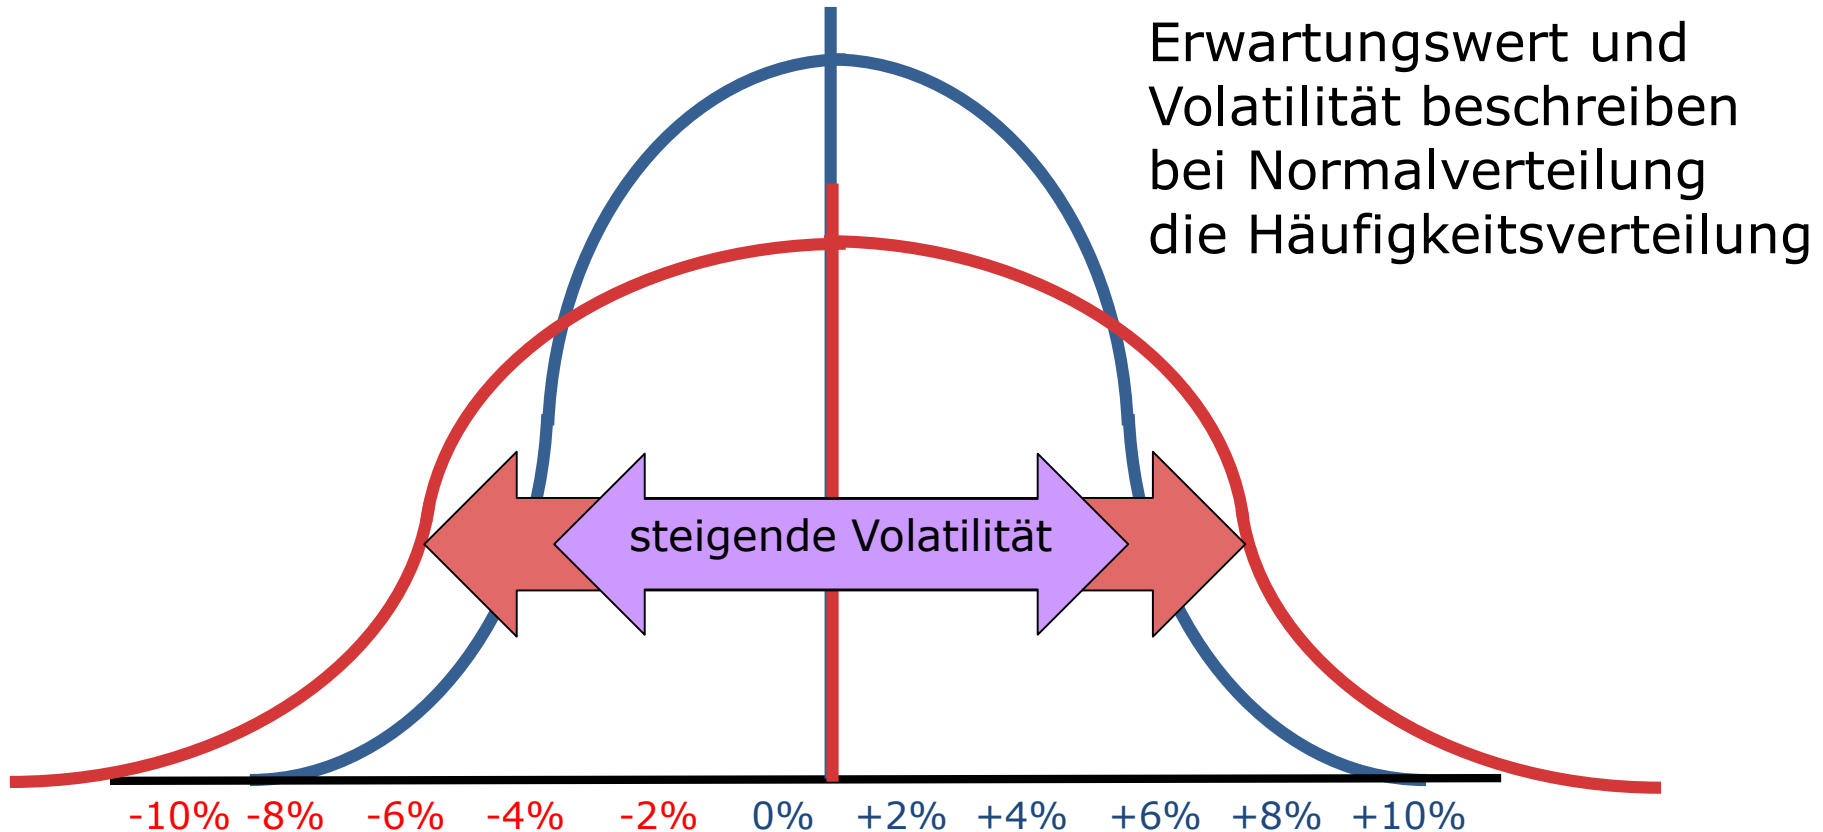 Erwartungswert und
Volatilität beschreiben
bei Normalverteilung
die Häufigkeitsverteilung
steigende Volatilität
-10% -8% -6% -4% -2% 0% +2% +4% +6% +8% +10%